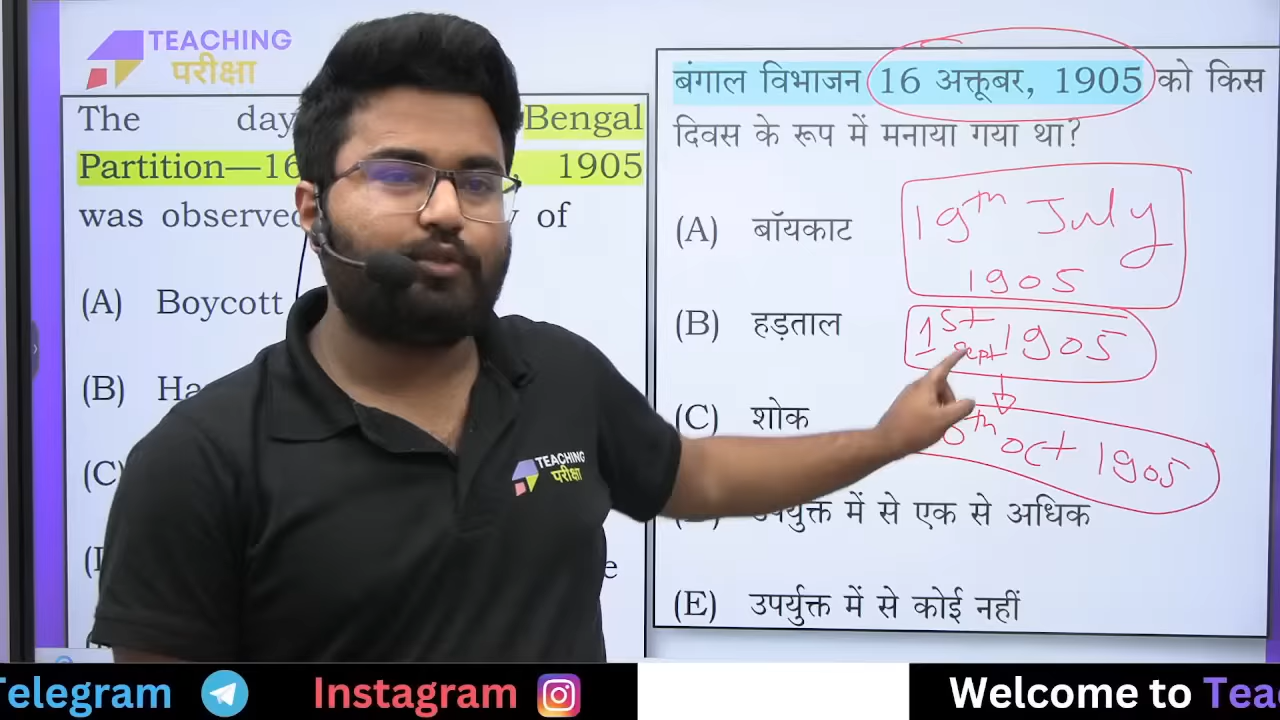 TEACHING
परीक्षा
The day Bengal
Partition—16 , 1905
was observed of
(A) Boycott
(B) Ha
(C)
बंगाल विभाजन 16 अक्टूबर, 1905 को किस
दिवस के रूप में मनाया गया था?
(A) बॉयकाट
(B) हड़ताल
(C) शोक
उपर्युक्त में से एक से अधिक
(E) उपर्युक्त में से कोई नहीं
19th July
1905
1st Sept 1905
th oct 1905
TEACHING
परीक्षा
Telegram
Instagram
Welcome to Tea